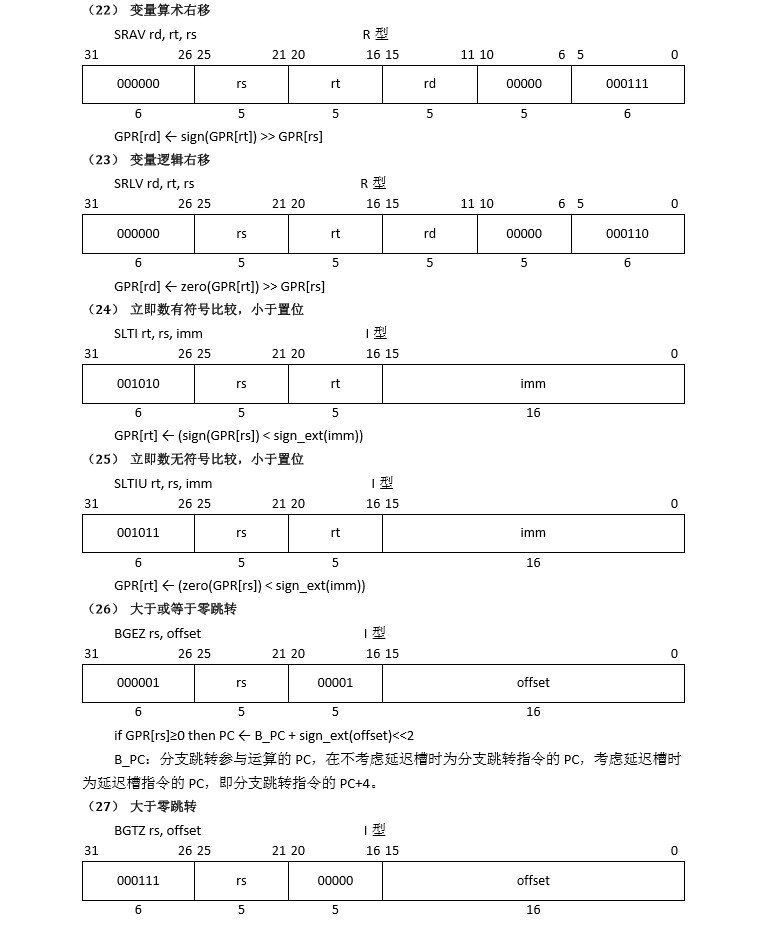 （22） 变量算术右移
SRAV rd, rt, rs R 型
31 26 25 21 20 16 15 11 10 6 5 0
000000 rs rt rd 00000 000111
6 5 5 5 5 6
GPR[rd] ← sign(GPR[rt]) >> GPR[rs]
（23） 变量逻辑右移
SRLV rd, rt, rs R 型
31 26 25 21 20 16 15 11 10 6 5 0
000000 rs rt rd 00000 000110
6 5 5 5 5 6
GPR[rd] ← zero(GPR[rt]) >> GPR[rs]
（24） 立即数有符号比较，小于置位
SLTI rt, rs, imm I 型
31 26 25 21 20 16 15 0
001010 rs rt imm
6 5 5 16
GPR[rt] ← (sign(GPR[rs]) < sign_ext(imm))
（25） 立即数无符号比较，小于置位
SLTIU rt, rs, imm I 型
31 26 25 21 20 16 15 0
001011 rs rt imm
6 5 5 16
GPR[rt] ← (zero(GPR[rs]) < sign_ext(imm))
（26） 大于或等于零跳转
BGEZ rs, offset I 型
31 26 25 21 20 16 15 0
000001 rs 00001 offset
6 5 5 16
if GPR[rs]≥0 then PC ← B_PC + sign_ext(offset)<<2
B_PC：分支跳转参与运算的 PC，在不考虑延迟槽时为分支跳转指令的 PC，考虑延迟槽时
为延迟槽指令的 PC，即分支跳转指令的 PC+4。
（27） 大于零跳转
BGTZ rs, offset I 型
31 26 25 21 20 16 15 0
000111 rs 00000 offset
6 5 5 16